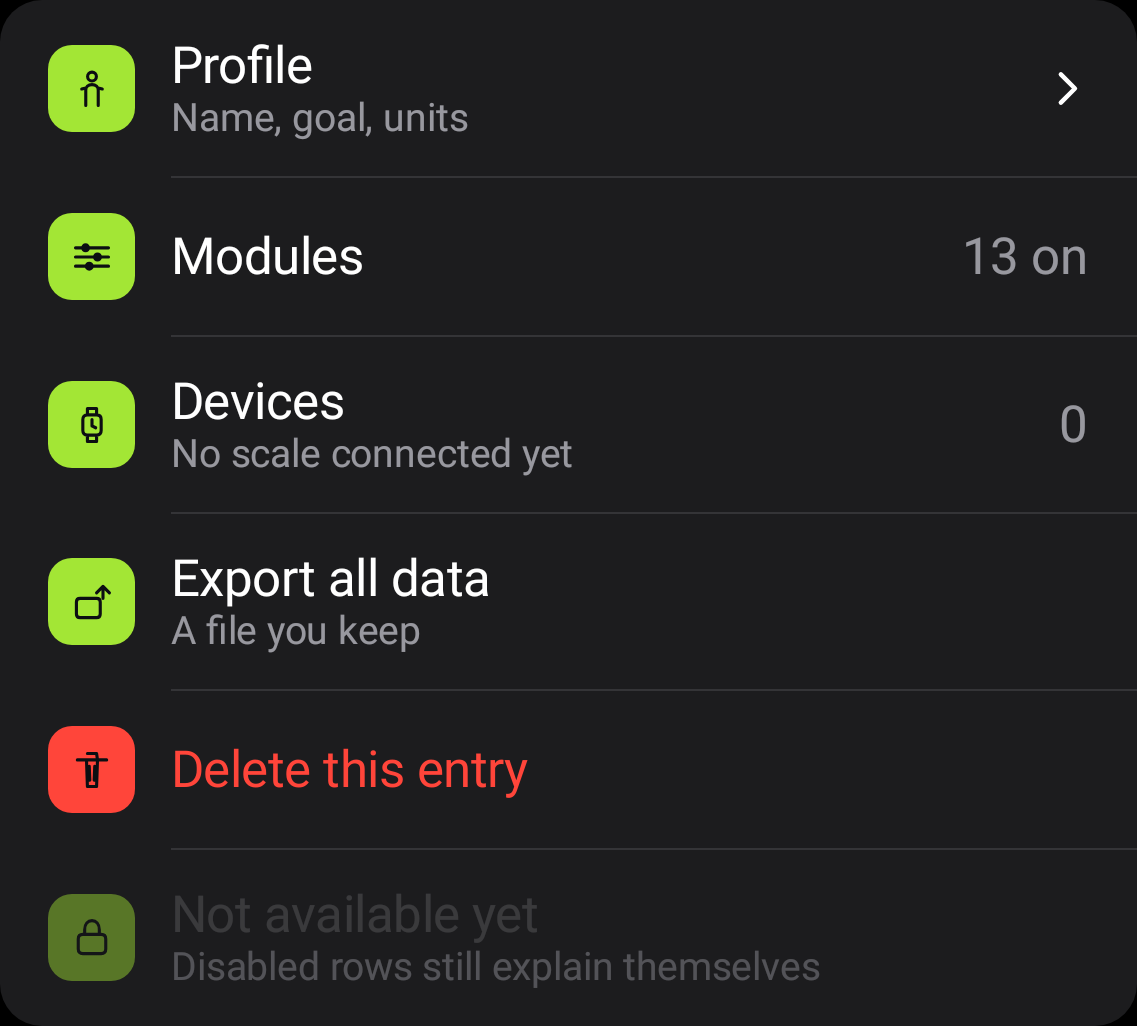 Profile
Name, goal, units
Modules
13 on
Devices
No scale connected yet
0
Export all data
A file you keep
Delete this entry
Not available yet
Disabled rows still explain themselves